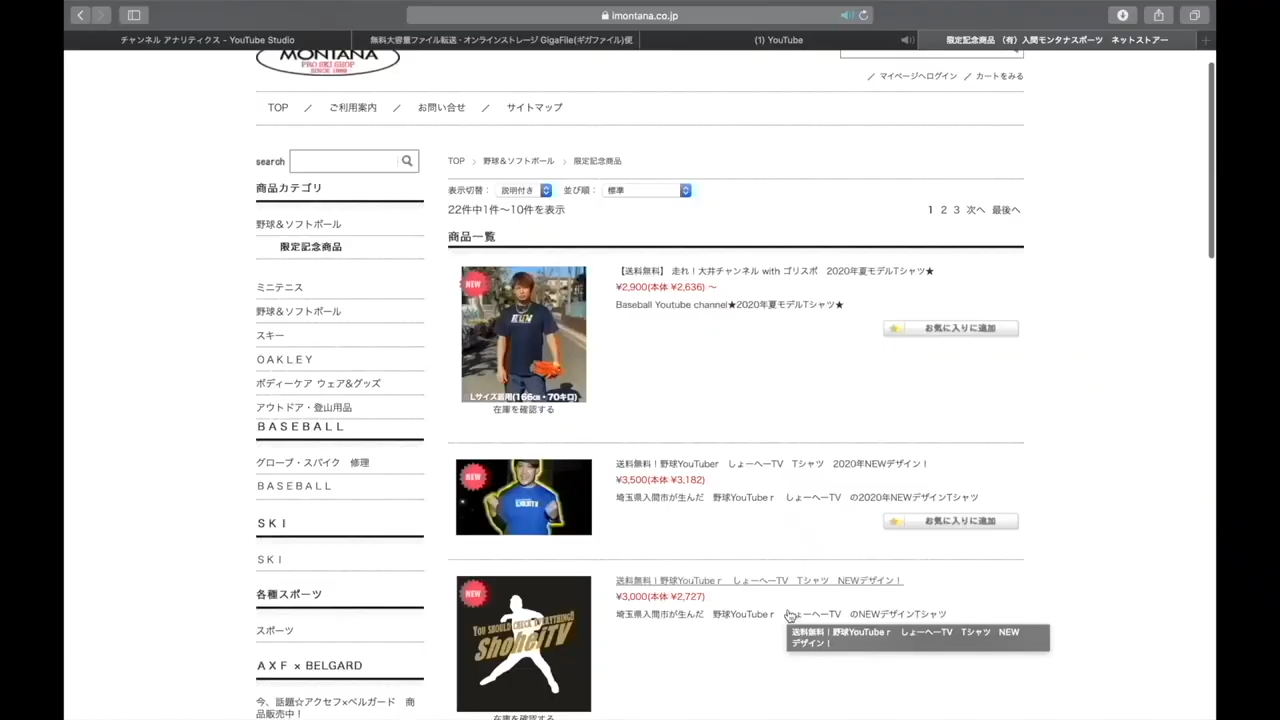 imontana.co.jp
チャンネル アナリティクス - YouTube Studio
無料大容量ファイル転送・オンラインストレージ GigaFile(ギガファイル)便
(1) YouTube
限定記念商品 （有）入間モンタナスポーツ　ネットストアー
MONTANA
PRO SKI SHOP
／ マイページへログイン ／ カートをみる
TOP ／ ご利用案内 ／ お問い合せ ／ サイトマップ
search
TOP > 野球＆ソフトボール > 限定記念商品
商品カテゴリ
表示切替： 説明付き 並び順： 標準
22件中1件～10件を表示
1 2 3 次へ 最後へ
野球＆ソフトボール
限定記念商品
商品一覧
ミニテニス
野球＆ソフトボール
スキー
ＯＡＫＬＥＹ
ボディーケア ウェア&グッズ
アウトドア・登山用品
ＢＡＳＥＢＡＬＬ
グローブ・スパイク　修理
ＢＡＳＥＢＡＬＬ
ＳＫＩ
ＳＫＩ
各種スポーツ
スポーツ
ＡＸＦ×ＢＥＬＧＡＲＤ
今、話題☆アクセフ×ベルガード　商
品販売中！
NEW
RUN
Lサイズ着用(166㎝・70キロ)
在庫を確認する
【送料無料】 走れ！大井チャンネル with ゴリスポ　2020年夏モデルTシャツ★
¥2,900(本体 ¥2,636) ～
Baseball Youtube channel★2020年夏モデルTシャツ★
お気に入りに追加
NEW
送料無料！野球YouTuber　しょーへーTV　Tシャツ　2020年NEWデザイン！
¥3,500(本体 ¥3,182)
埼玉県入間市が生んだ　野球YouTubeｒ　しょーへーTV　の2020年NEWデザインTシャツ
お気に入りに追加
NEW
YOU SHOULD CHECK EVERYTHING!!
ShoheiTV
在庫を確認する
送料無料！野球YouTubeｒ　しょーへーTV　Tシャツ　NEWデザイン！
¥3,000(本体 ¥2,727)
埼玉県入間市が生んだ　野球YouTubeｒ　しょーへーTV　のNEWデザインTシャツ
送料無料！野球YouTubeｒ　しょーへーTV　Tシャツ　NEW
デザイン！